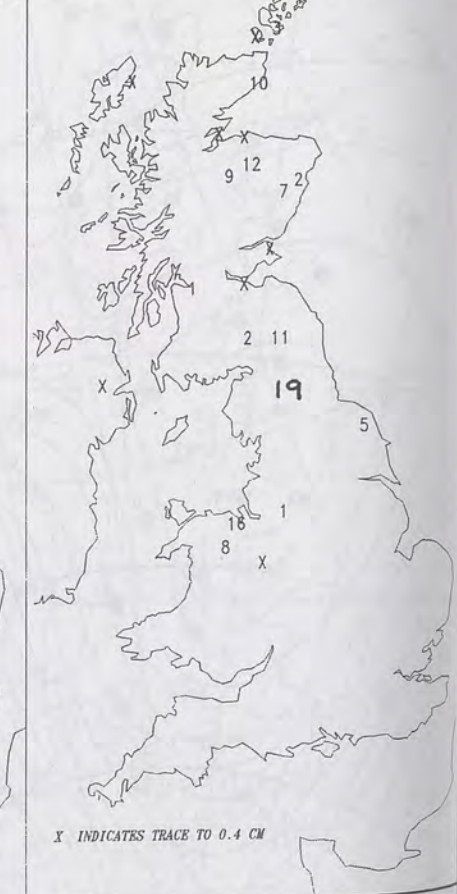 X
X
10
X X
9 12
7 2
X
X
X
2 11
X
19
5
1
16
8
X
X INDICATES TRACE TO 0.4 CM